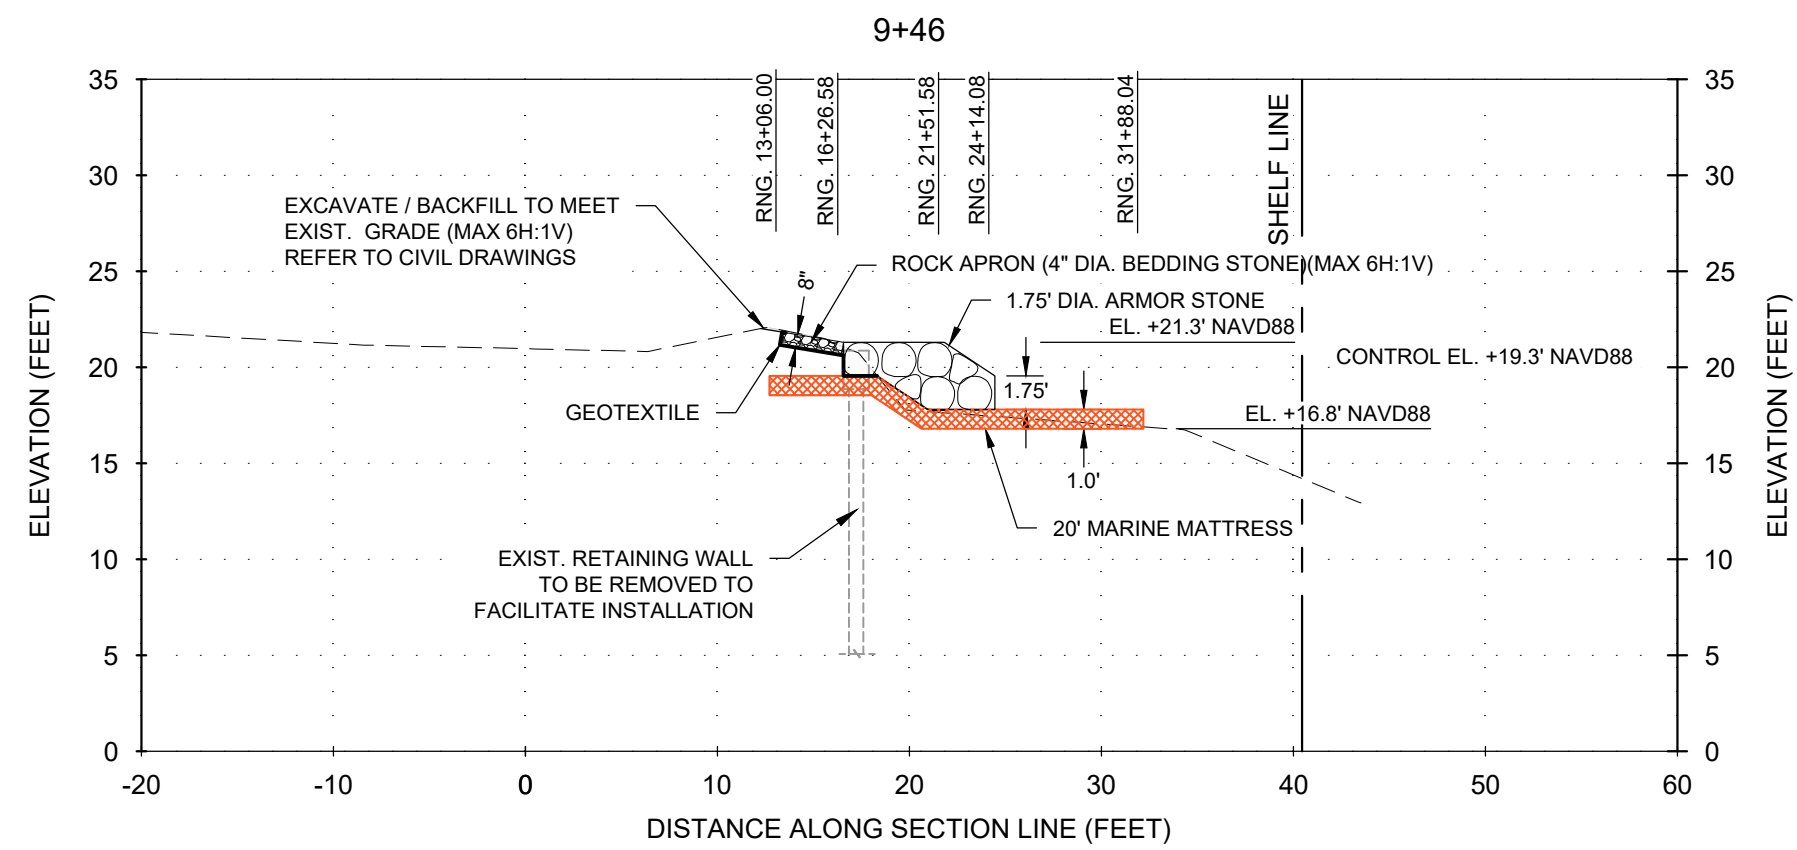 9+46
RNG. 13+06.00
RNG. 16+26.58
RNG. 21+51.58
RNG. 24+14.08
RNG. 31+88.04
SHELF LINE
35
30
25
20
15
10
5
0
ELEVATION (FEET)
EXCAVATE / BACKFILL TO MEET
EXIST. GRADE (MAX 6H:1V)
REFER TO CIVIL DRAWINGS
8"
ROCK APRON (4" DIA. BEDDING STONE)(MAX 6H:1V)
1.75' DIA. ARMOR STONE
EL. +21.3' NAVD88
CONTROL EL. +19.3' NAVD88
1.75'
GEOTEXTILE
EL. +16.8' NAVD88
1.0'
20' MARINE MATTRESS
EXIST. RETAINING WALL
TO BE REMOVED TO
FACILITATE INSTALLATION
35
30
25
20
15
10
5
0
ELEVATION (FEET)
-20 -10 0 10 20 30 40 50 60
DISTANCE ALONG SECTION LINE (FEET)